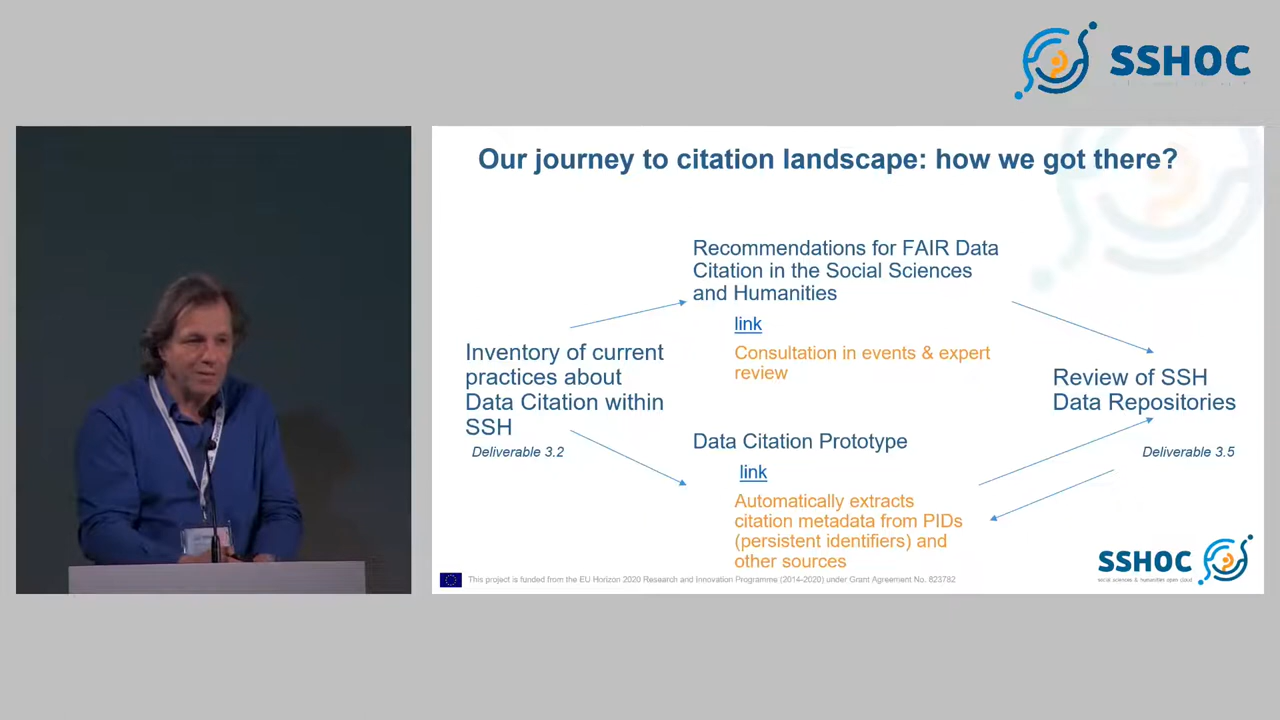 SSHOC
Our journey to citation landscape: how we got there?
Recommendations for FAIR Data
Citation in the Social Sciences
and Humanities
link
Consultation in events & expert
review
Inventory of current
practices about
Data Citation within
SSH
Deliverable 3.2
Data Citation Prototype
link
Automatically extracts
citation metadata from PIDs
(persistent identifiers) and
other sources
Review of SSH
Data Repositories
Deliverable 3.5
SSHOC
social sciences & humanities open cloud
This project is funded from the EU Horizon 2020 Research and Innovation Programme (2014-2020) under Grant Agreement No. 823782